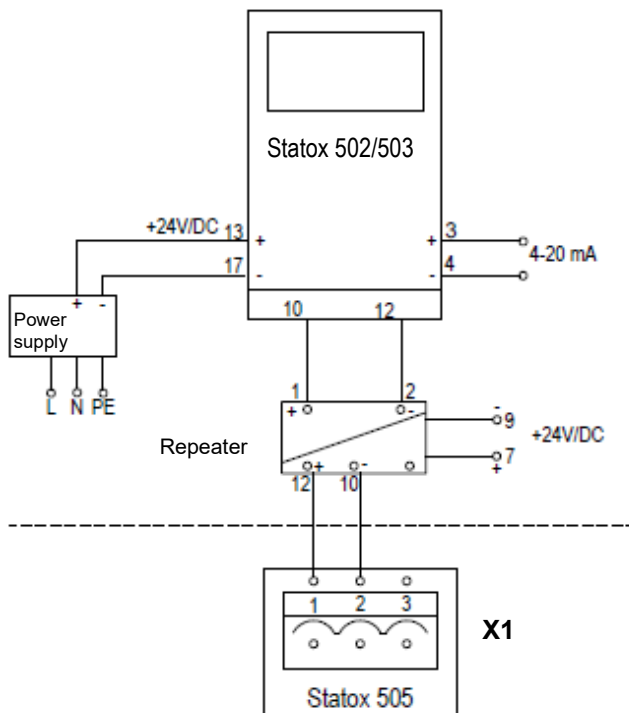 Statox 502/503
+24V/DC 13 + + 3
4-20 mA
17 - - 4
+ -
Power
supply
10 12
L N PE
1 2
+ -
- 9
Repeater
+24V/DC
7
+
+ -
12 10
1 2 3
X1
Statox 505